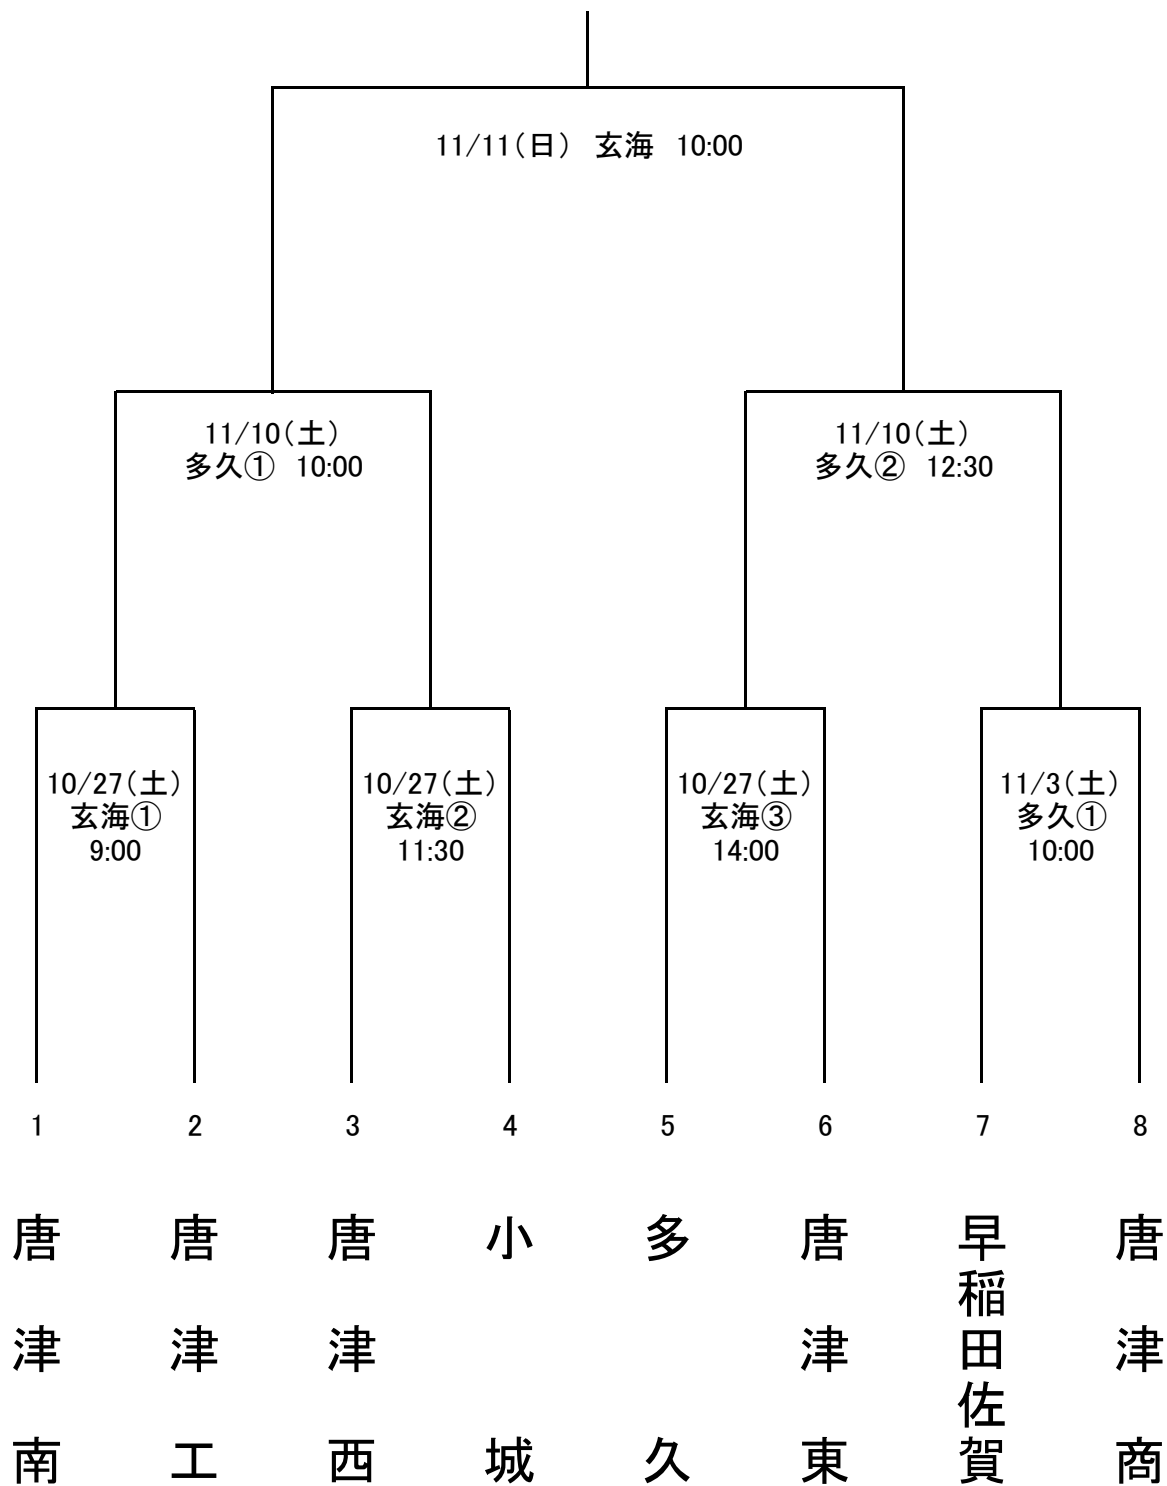 11/11(日) 玄海 10:00
11/10(土)
多久① 10:00
11/10(土)
多久② 12:30
10/27(土)
玄海①
9:00
10/27(土)
玄海②
11:30
10/27(土)
玄海③
14:00
11/3(土)
多久①
10:00
1
2
3
4
5
6
7
8
唐津南
唐津工
唐津西
小城
多久
唐津東
早稲田佐賀
唐津商